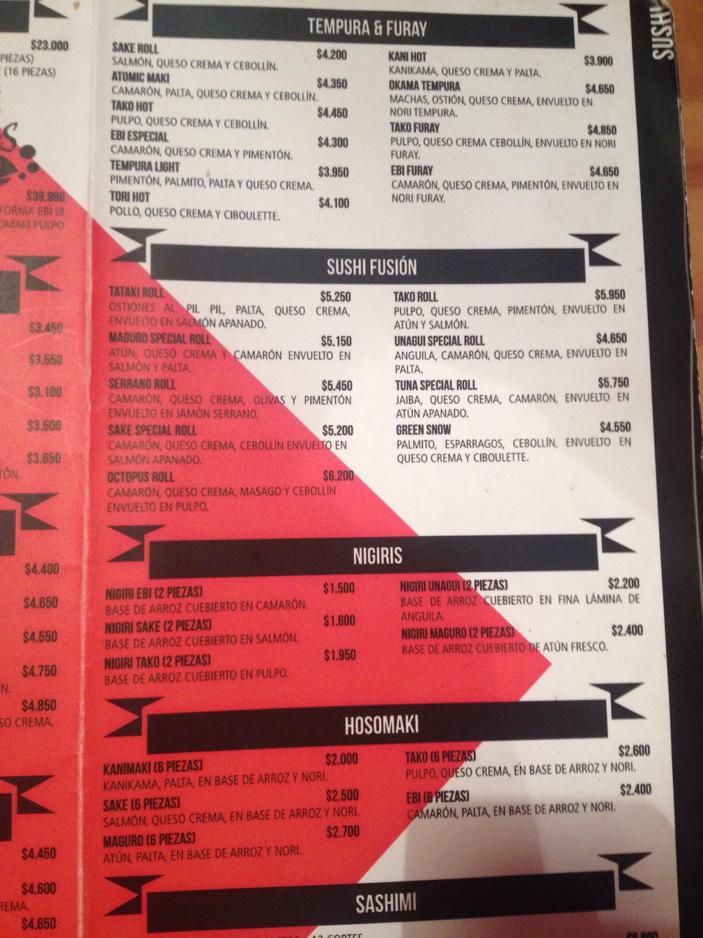 $23.000
PIEZAS)
(16 PIEZAS)
$39.990
FORNIA EBI (8
OMAKI PULPO
$3.450
$3.550
$3.100
$3.500
$3.650
TÓN.
$4.400
$4.650
$4.550
$4.750
N.
$4.850
SO CREMA.
$4.450
$4.600
REMA.
$4.650
TEMPURA & FURAY
SAKE ROLL $4.200
SALMÓN, QUESO CREMA Y CEBOLLÍN.
ATOMIC MAKI $4.350
CAMARÓN, PALTA, QUESO CREMA Y CEBOLLÍN.
TAKO HOT $4.450
PULPO, QUESO CREMA Y CEBOLLÍN.
EBI ESPECIAL $4.300
CAMARÓN, QUESO CREMA Y PIMENTÓN.
TEMPURA LIGHT $3.950
PIMENTÓN, PALMITO, PALTA Y QUESO CREMA.
TORI HOT $4.100
POLLO, QUESO CREMA Y CIBOULETTE.
KANI HOT $3.900
KANIKAMA, QUESO CREMA Y PALTA.
OKAMA TEMPURA $4.650
MACHAS, OSTIÓN, QUESO CREMA, ENVUELTO EN
NORI TEMPURA.
TAKO FURAY $4.850
PULPO, QUESO CREMA CEBOLLÍN, ENVUELTO EN NORI
FURAY.
EBI FURAY $4.650
CAMARÓN, QUESO CREMA, PIMENTÓN, ENVUELTO EN
NORI FURAY.
SUSHI FUSIÓN
TATAKI ROLL $5.250
OSTIONES AL PIL PIL, PALTA, QUESO CREMA,
ENVUELTO EN SALMÓN APANADO.
MAGURO SPECIAL ROLL $5.150
ATÚN, QUESO CREMA Y CAMARÓN ENVUELTO EN
SALMÓN Y PALTA.
SERRANO ROLL $5.450
CAMARÓN, QUESO CREMA, OLIVAS Y PIMENTÓN
ENVUELTO EN JAMÓN SERRANO.
SAKE SPECIAL ROLL $5.200
CAMARÓN, QUESO CREMA, CEBOLLÍN ENVUELTO EN
SALMÓN APANADO.
OCTOPUS ROLL $6.200
CAMARÓN, QUESO CREMA, MASAGO Y CEBOLLÍN
ENVUELTO EN PULPO.
TAKO ROLL $5.950
PULPO, QUESO CREMA, PIMENTÓN, ENVUELTO EN
ATÚN Y SALMÓN.
UNAGUI SPECIAL ROLL $4.650
ANGUILA, CAMARÓN, QUESO CREMA, ENVUELTO EN
PALTA.
TUNA SPECIAL ROLL $5.750
JAIBA, QUESO CREMA, CAMARÓN, ENVUELTO EN
ATÚN APANADO.
GREEN SNOW $4.550
PALMITO, ESPARRAGOS, CEBOLLÍN, ENVUELTO EN
QUESO CREMA Y CIBOULETTE.
NIGIRIS
NIGIRI EBI (2 PIEZAS) $1.500
BASE DE ARROZ CUEBIERTO EN CAMARÓN.
NIGIRI SAKE (2 PIEZAS) $1.600
BASE DE ARROZ CUEBIERTO EN SALMÓN.
NIGIRI TAKO (2 PIEZAS) $1.950
BASE DE ARROZ CUEBIERTO EN PULPO.
NIGIRI UNAGUI (2 PIEZAS) $2.200
BASE DE ARROZ CUEBIERTO EN FINA LÁMINA DE
ANGUILA.
NIGIRI MAGURO (2 PIEZAS) $2.400
BASE DE ARROZ CUEBIERTO DE ATÚN FRESCO.
HOSOMAKI
KANIMAKI (6 PIEZAS) $2.000
KANIKAMA, PALTA, EN BASE DE ARROZ Y NORI.
SAKE (6 PIEZAS) $2.500
SALMÓN, QUESO CREMA, EN BASE DE ARROZ Y NORI.
MAGURO (6 PIEZAS) $2.700
ATÚN, PALTA, EN BASE DE ARROZ Y NORI.
TAKO (6 PIEZAS) $2.600
PULPO, QUESO CREMA, EN BASE DE ARROZ Y NORI.
EBI (6 PIEZAS) $2.400
CAMARÓN, PALTA, EN BASE DE ARROZ Y NORI.
SASHIMI
SUSHI